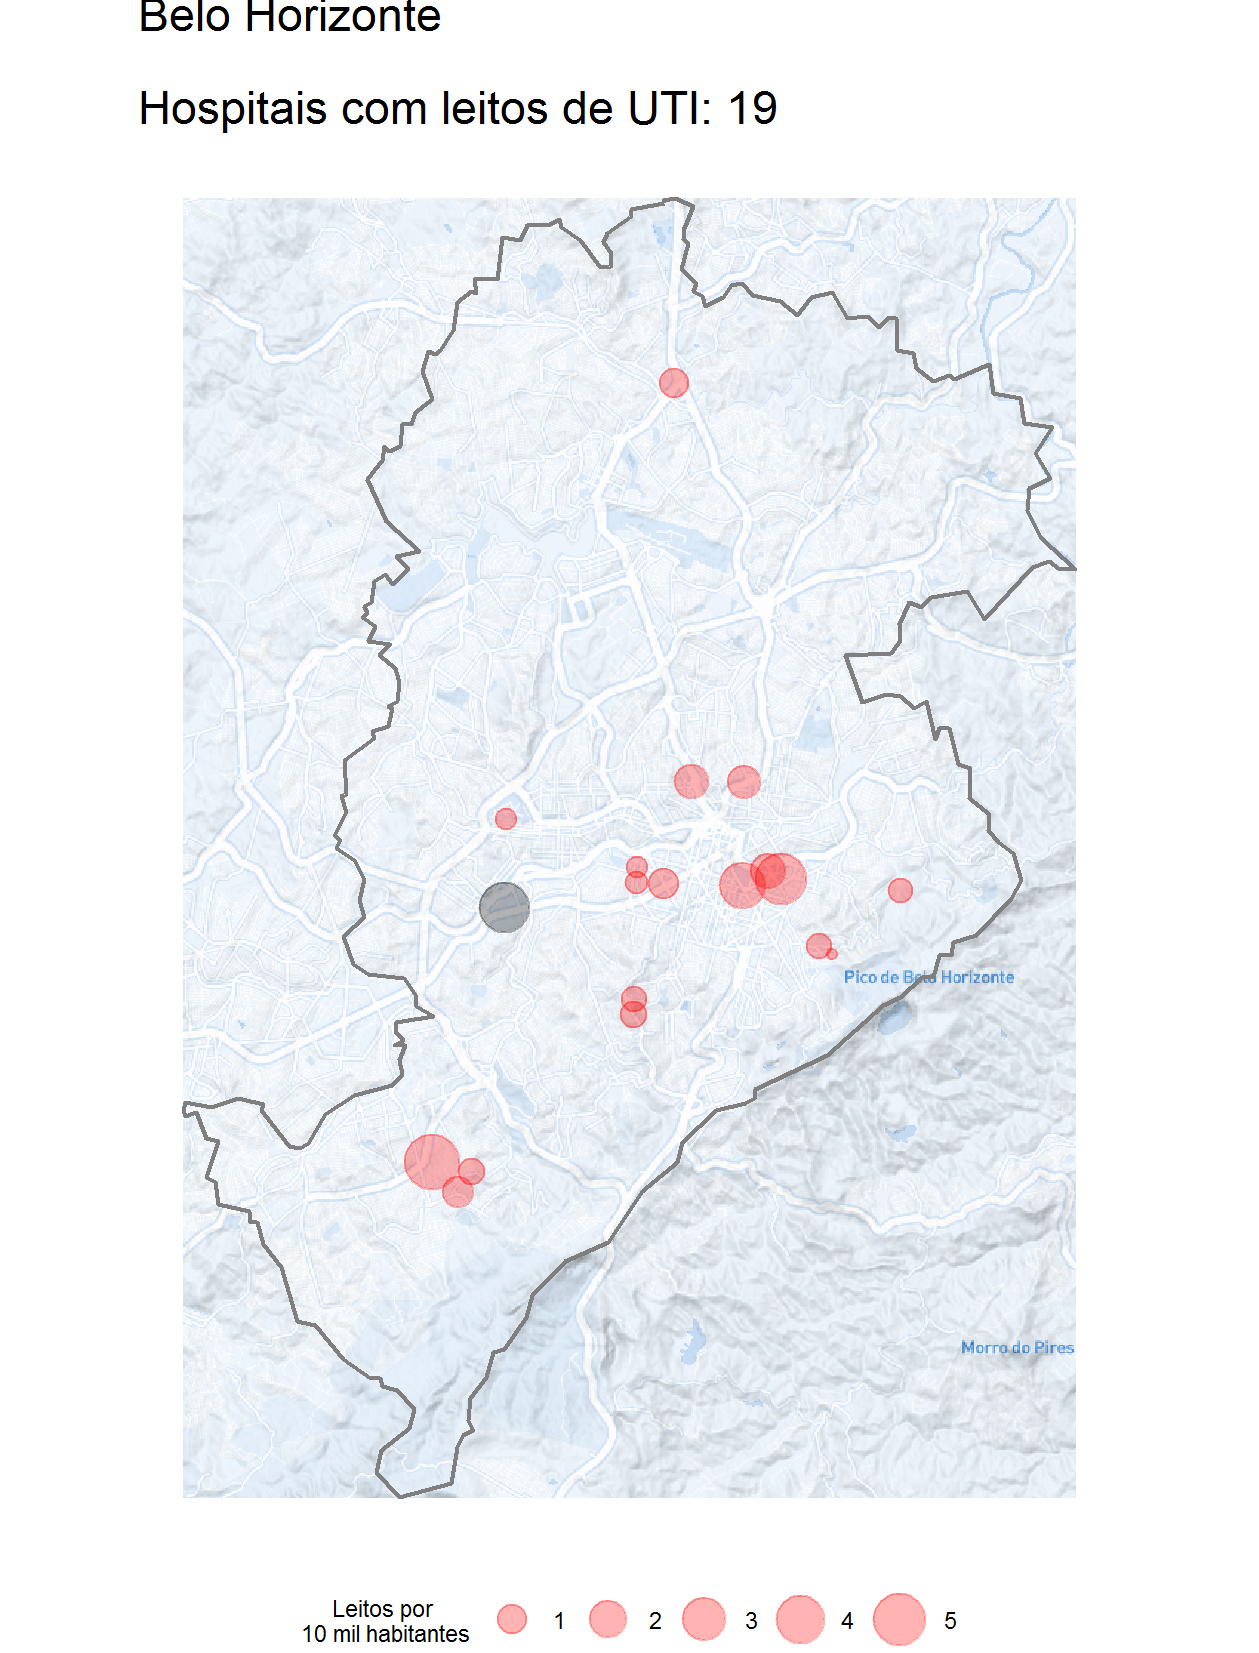 Belo Horizonte
Hospitais com leitos de UTI: 19
Pico de Belo Horizonte
Morro do Pires
Leitos por
10 mil habitantes
1
2
3
4
5